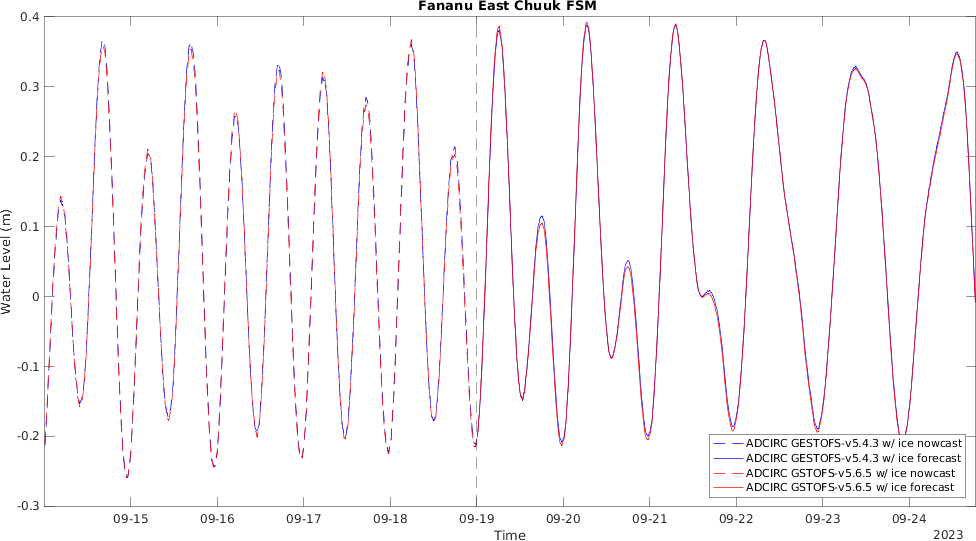 Fananu East Chuuk FSM
0.4
0.3
0.2
0.1
0
-0.1
-0.2
-0.3
Water Level (m)
ADCIRC GESTOFS-v5.4.3 w/ ice nowcast
ADCIRC GESTOFS-v5.4.3 w/ ice forecast
ADCIRC GSTOFS-v5.6.5 w/ ice nowcast
ADCIRC GSTOFS-v5.6.5 w/ ice forecast
09-15 09-16 09-17 09-18 09-19 09-20 09-21 09-22 09-23 09-24
Time
2023